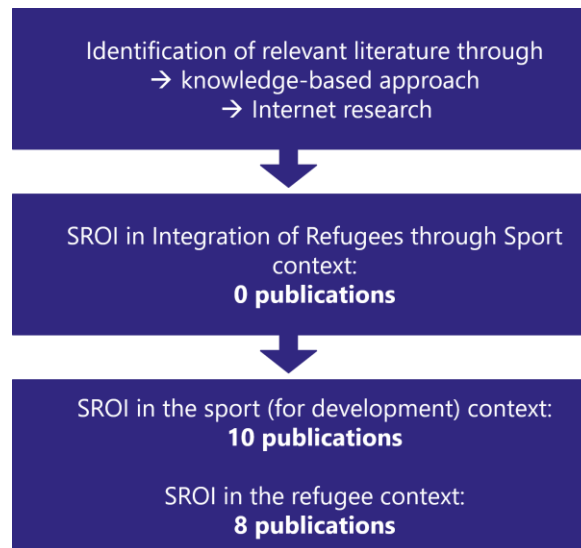 Identification of relevant literature through
→ knowledge-based approach
→ Internet research
SROI in Integration of Refugees through Sport
context:
0 publications
SROI in the sport (for development) context:
10 publications
SROI in the refugee context:
8 publications